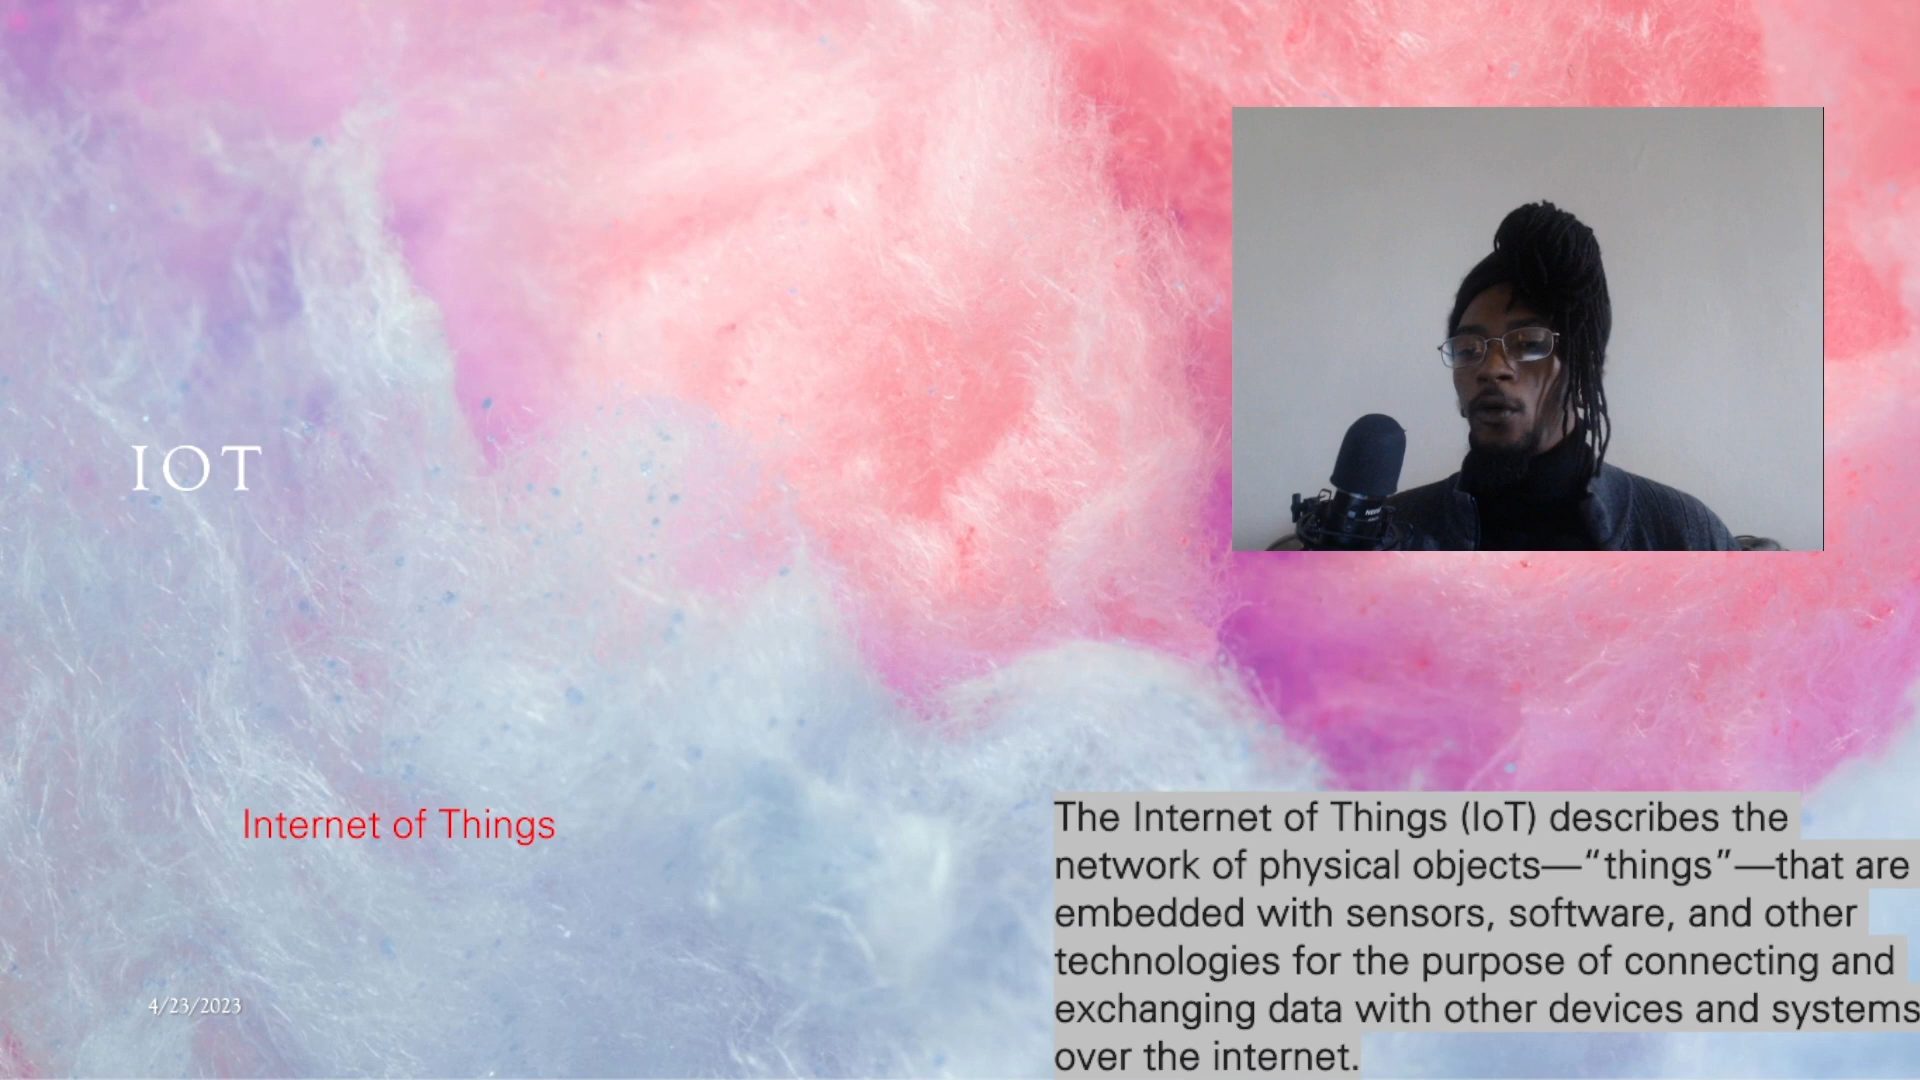 IOT
Internet of Things
The Internet of Things (IoT) describes the
network of physical objects—“things”—that are
embedded with sensors, software, and other
technologies for the purpose of connecting and
exchanging data with other devices and systems
over the internet.
4/23/2023